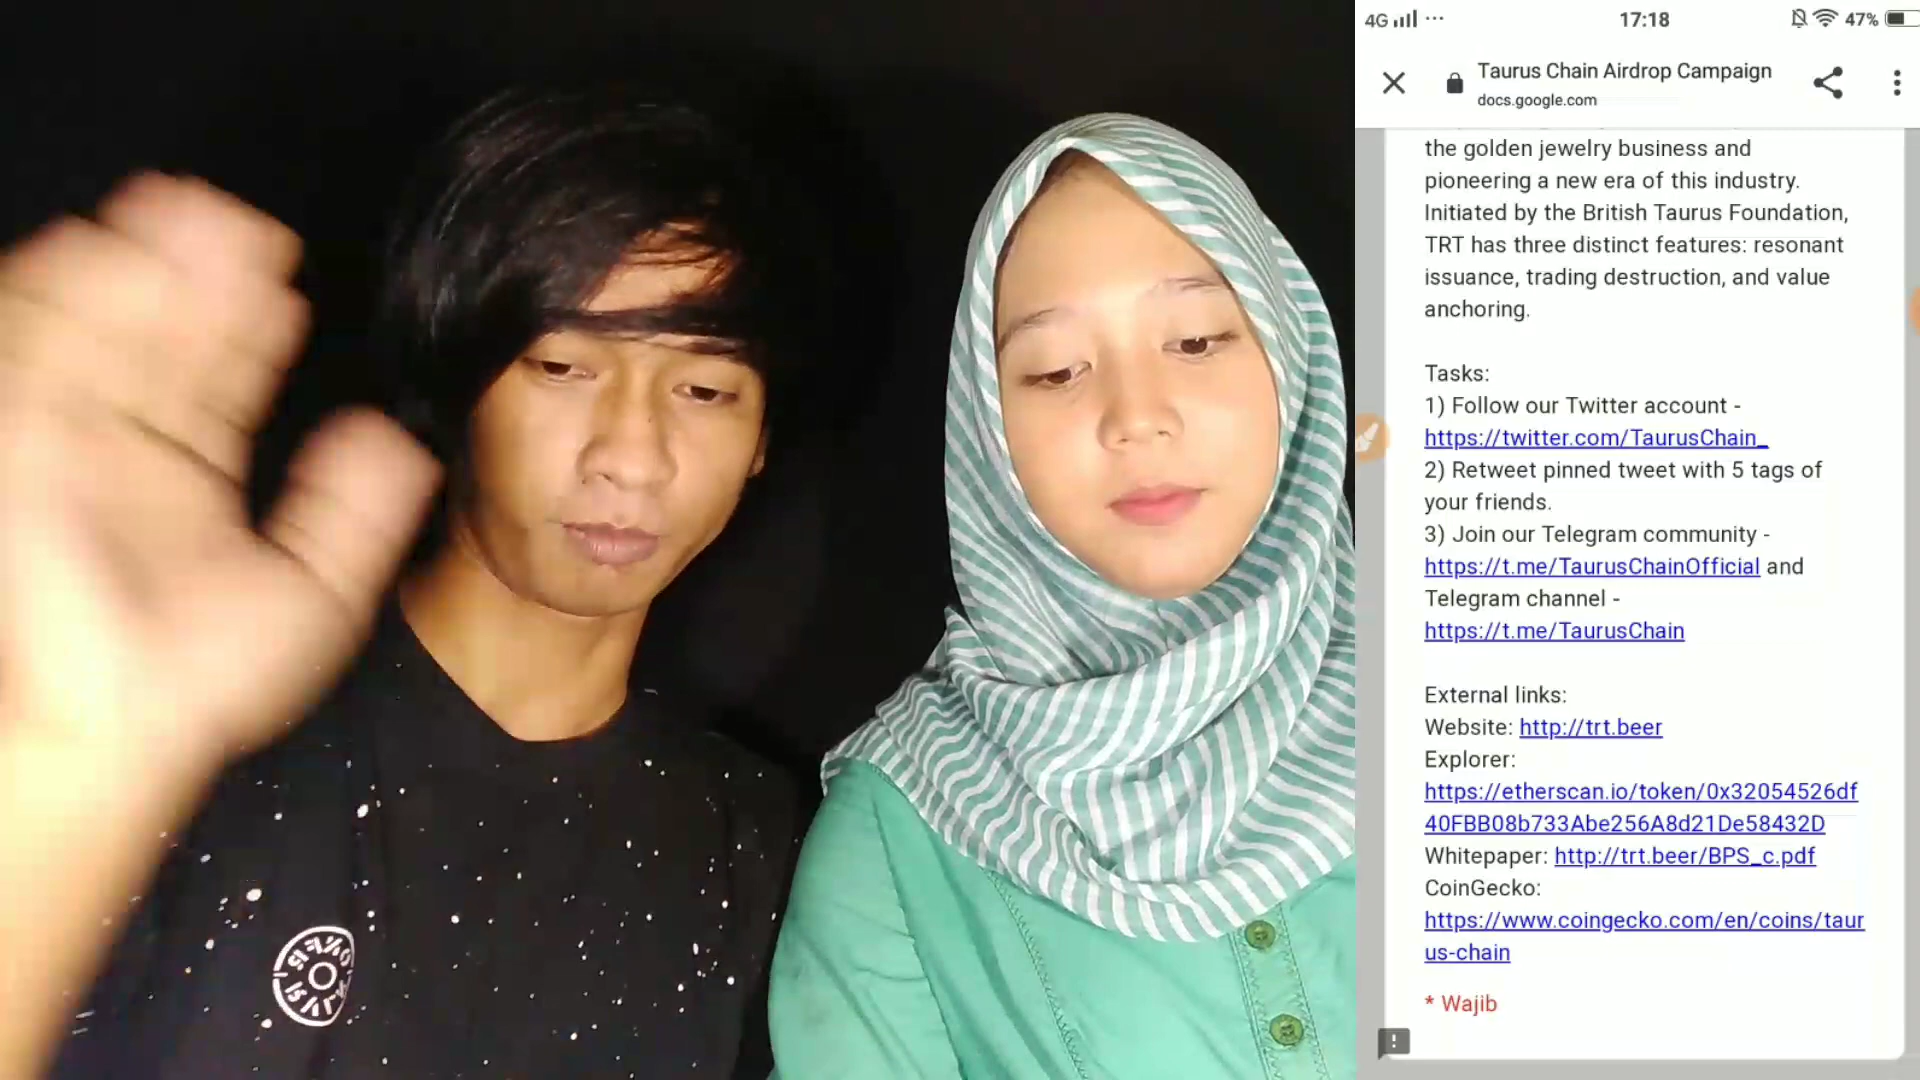 4G
17:18
47%
Taurus Chain Airdrop Campaign
docs.google.com
the golden jewelry business and
pioneering a new era of this industry.
Initiated by the British Taurus Foundation,
TRT has three distinct features: resonant
issuance, trading destruction, and value
anchoring.
Tasks:
1) Follow our Twitter account -
https://twitter.com/TaurusChain_
2) Retweet pinned tweet with 5 tags of
your friends.
3) Join our Telegram community -
https://t.me/TaurusChainOfficial and
Telegram channel -
https://t.me/TaurusChain
External links:
Website: http://trt.beer
Explorer:
https://etherscan.io/token/0x32054526df
40FBB08b733Abe256A8d21De58432D
Whitepaper: http://trt.beer/BPS_c.pdf
CoinGecko:
https://www.coingecko.com/en/coins/taur
us-chain
* Wajib